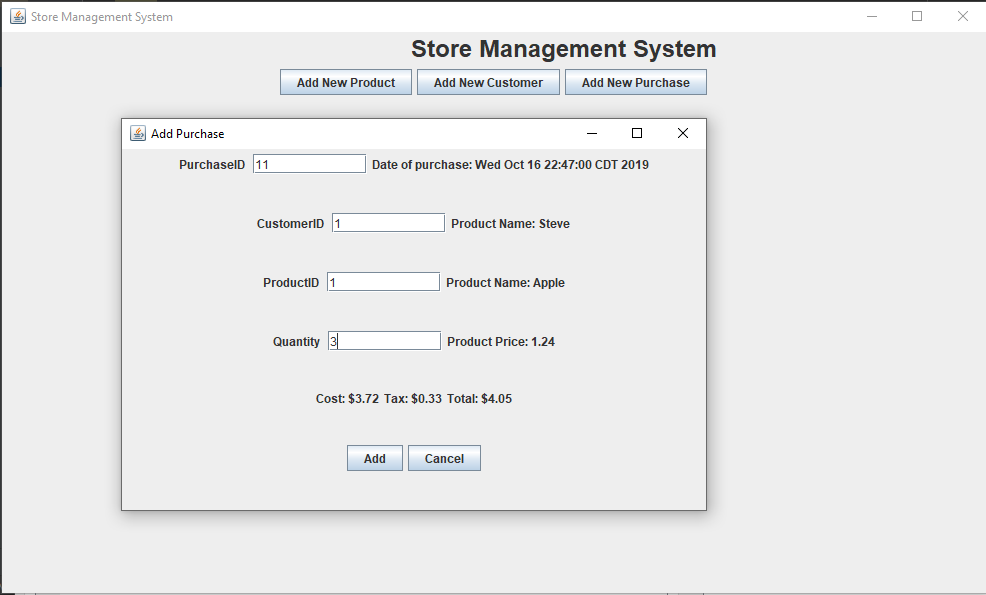 Store Management System
Store Management System
Add New Product Add New Customer Add New Purchase
Add Purchase
PurchaseID 11 Date of purchase: Wed Oct 16 22:47:00 CDT 2019
CustomerID 1 Product Name: Steve
ProductID 1 Product Name: Apple
Quantity 3 Product Price: 1.24
Cost: $3.72 Tax: $0.33 Total: $4.05
Add Cancel